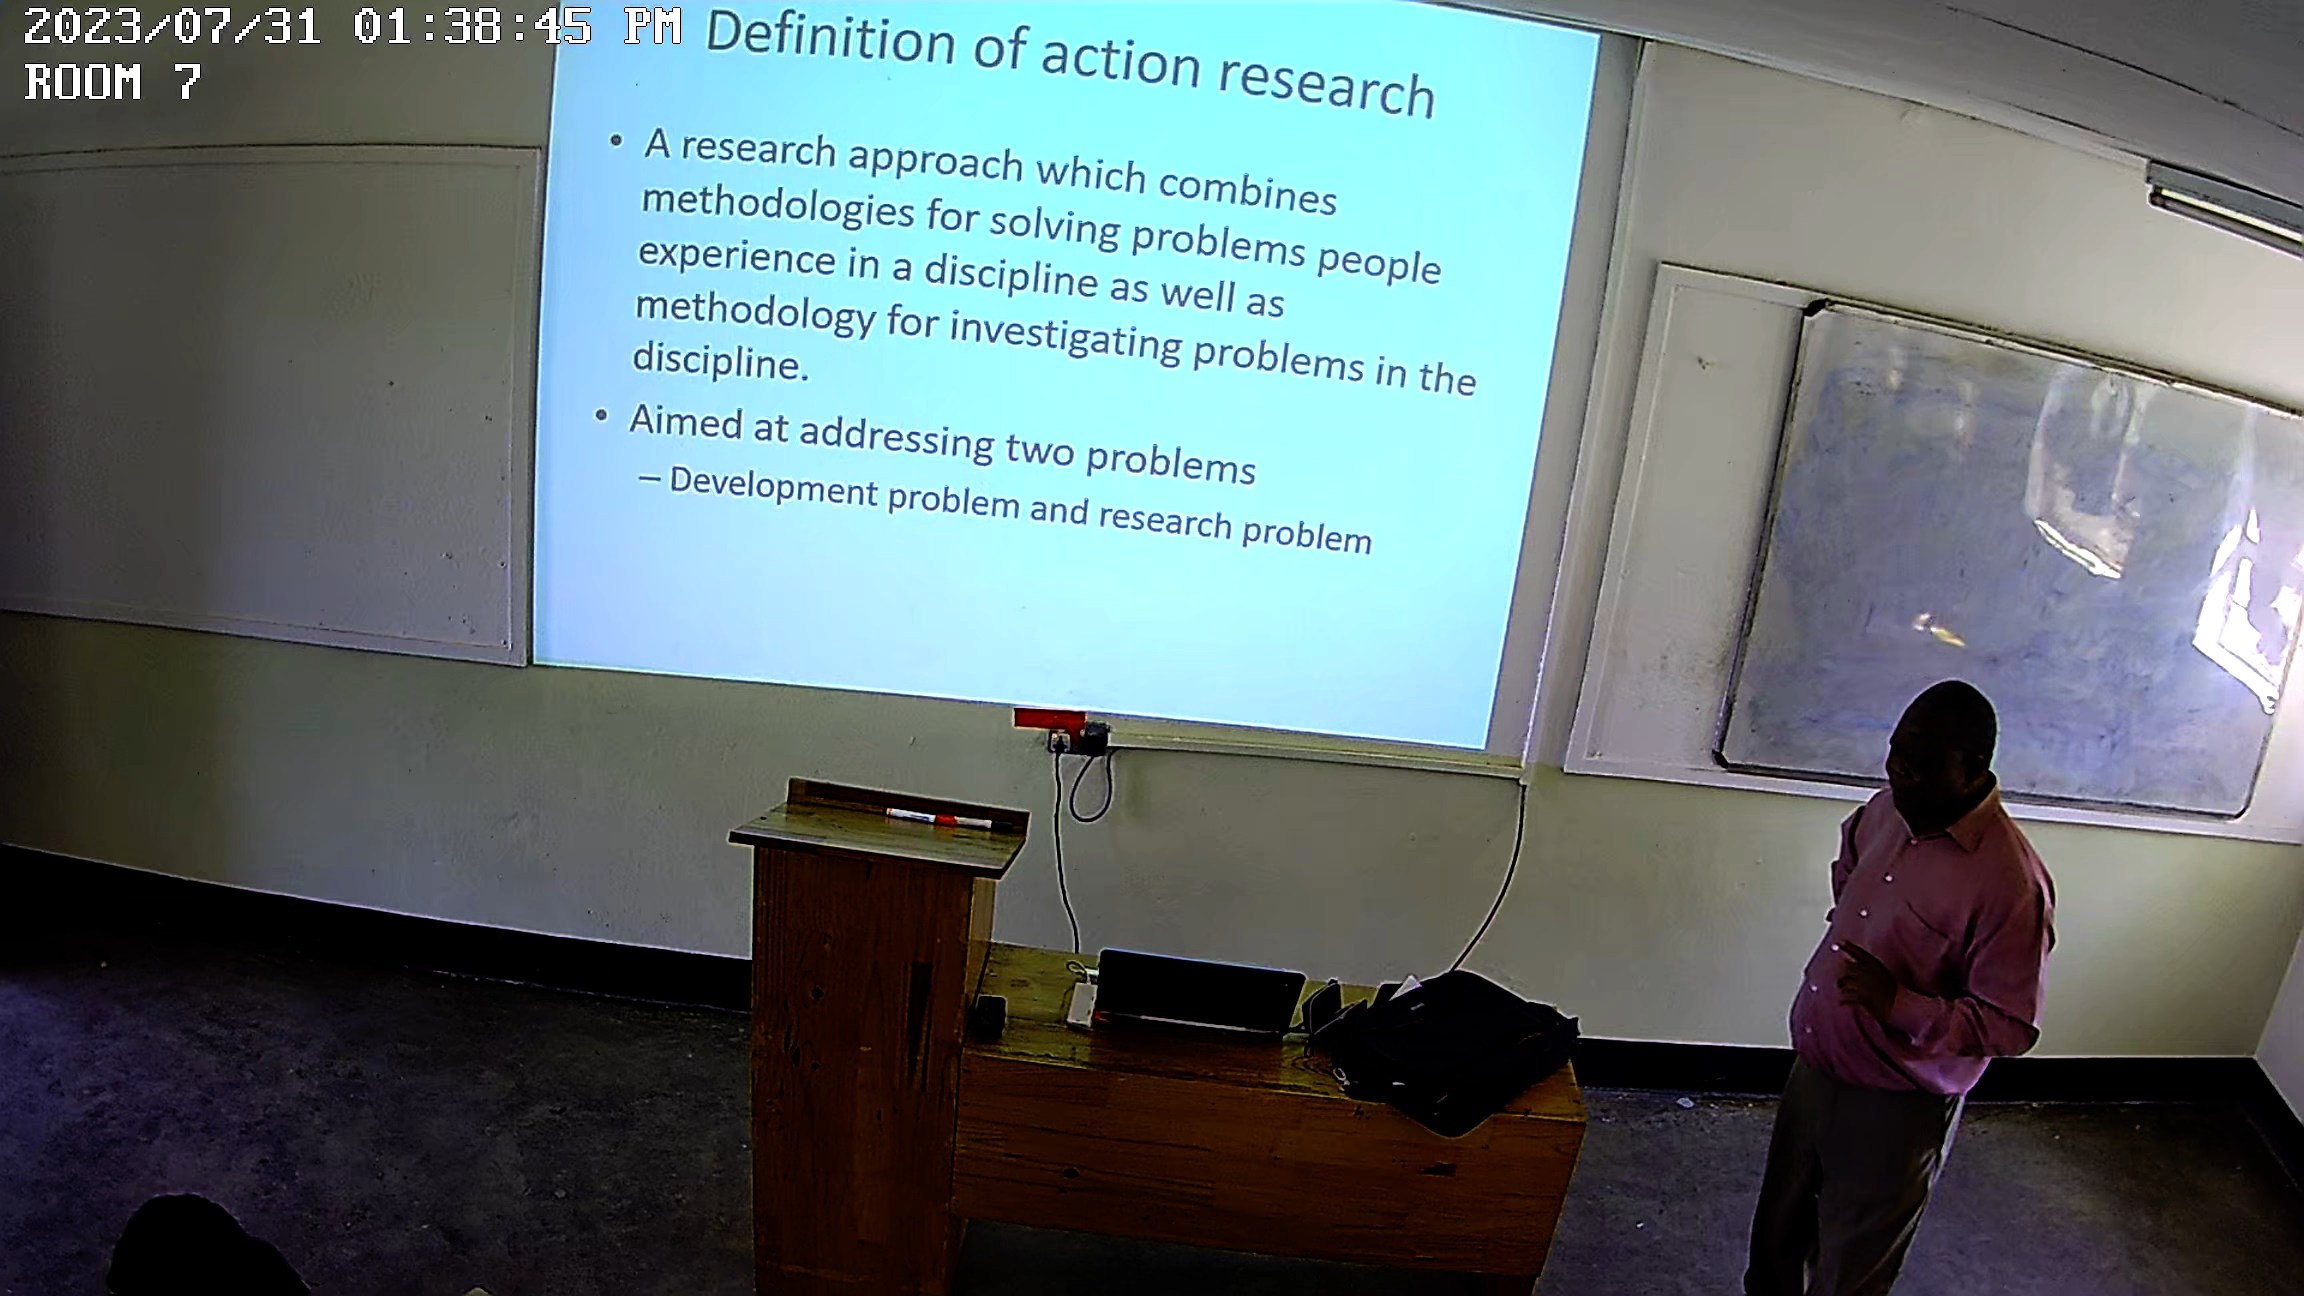 2023/07/31 01:38:45 PM
ROOM 7
Definition of action research
• A research approach which combines
methodologies for solving problems people
experience in a discipline as well as
methodology for investigating problems in the
discipline.
• Aimed at addressing two problems
– Development problem and research problem